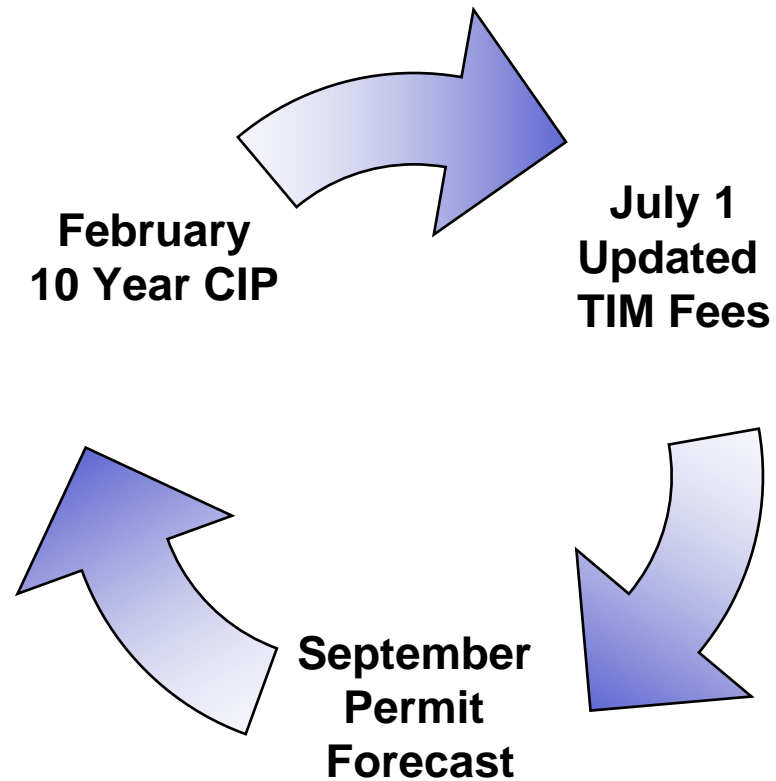 February
10 Year CIP
July 1
Updated
TIM Fees
September
Permit
Forecast